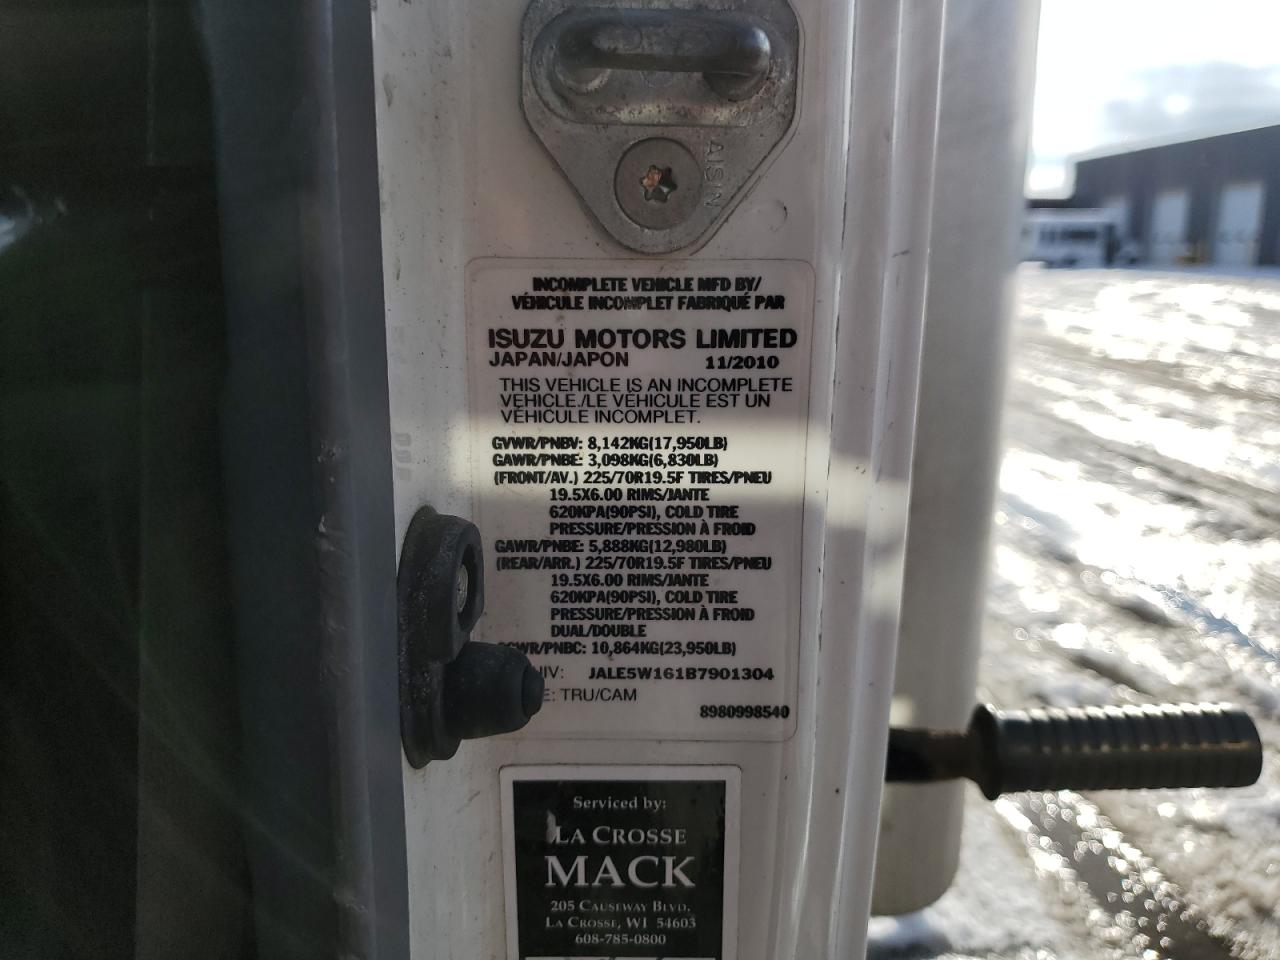 AISIN
INCOMPLETE VEHICLE MFD BY/
VÉHICULE INCOMPLET FABRIQUÉ PAR
ISUZU MOTORS LIMITED
JAPAN/JAPON 11/2010
THIS VEHICLE IS AN INCOMPLETE
VEHICLE./LE VÉHICULE EST UN
VÉHICULE INCOMPLET.
GVWR/PNBV: 8,142KG(17,950LB)
GAWR/PNBE: 3,098KG(6,830LB)
(FRONT/AV.) 225/70R19.5F TIRES/PNEU
19.5X6.00 RIMS/JANTE
620KPA(90PSI), COLD TIRE
PRESSURE/PRESSION À FROID
GAWR/PNBE: 5,888KG(12,980LB)
(REAR/ARR.) 225/70R19.5F TIRES/PNEU
19.5X6.00 RIMS/JANTE
620KPA(90PSI), COLD TIRE
PRESSURE/PRESSION À FROID
DUAL/DOUBLE
GCWR/PNBC: 10,864KG(23,950LB)
NIV: JALE5W161B7901304
E: TRU/CAM
8980998540
Serviced by:
LA CROSSE
MACK
205 CAUSEWAY BLVD.
LA CROSSE, WI 54603
608-785-0800